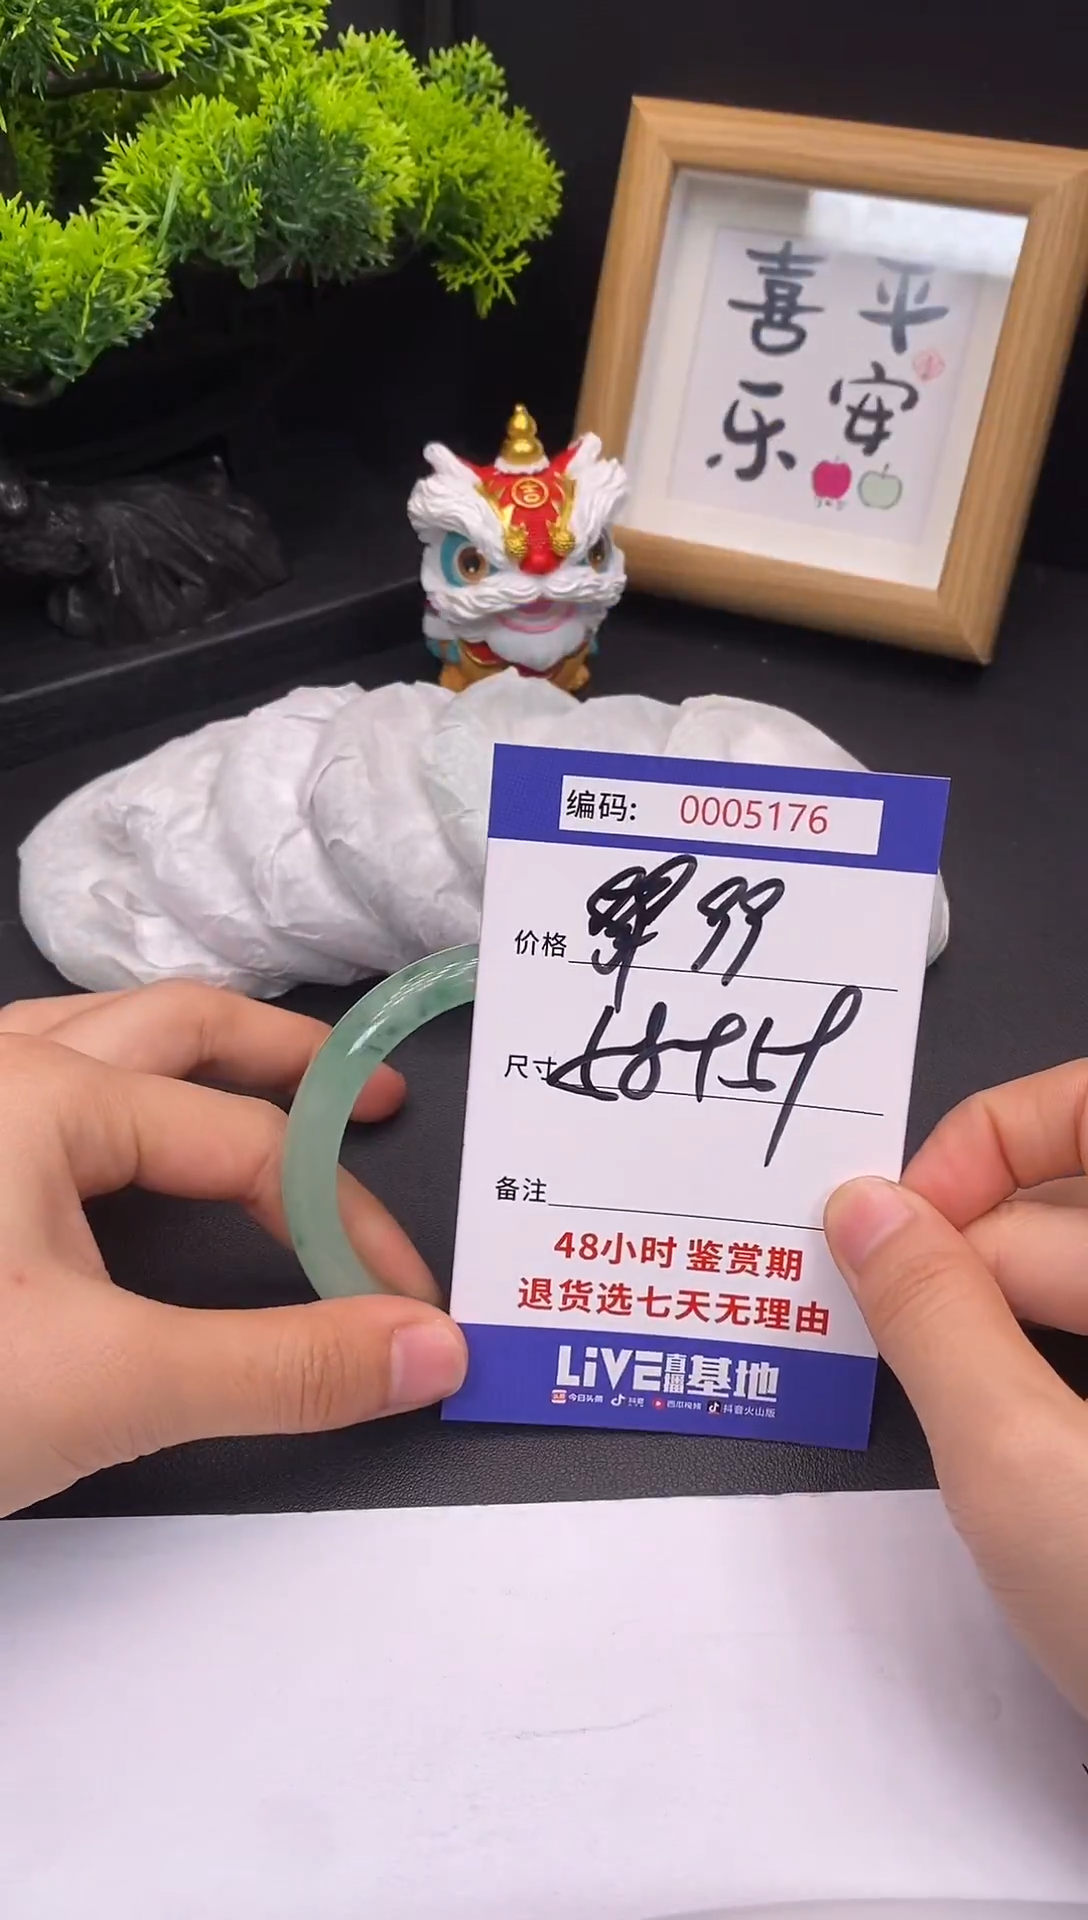 平安
喜乐
吉
编码: 0005176
价格
尺寸
备注
48小时 鉴赏期
退货选七天无理由
LiVE直播基地
今日头条 抖音 西瓜视频 抖音火山版